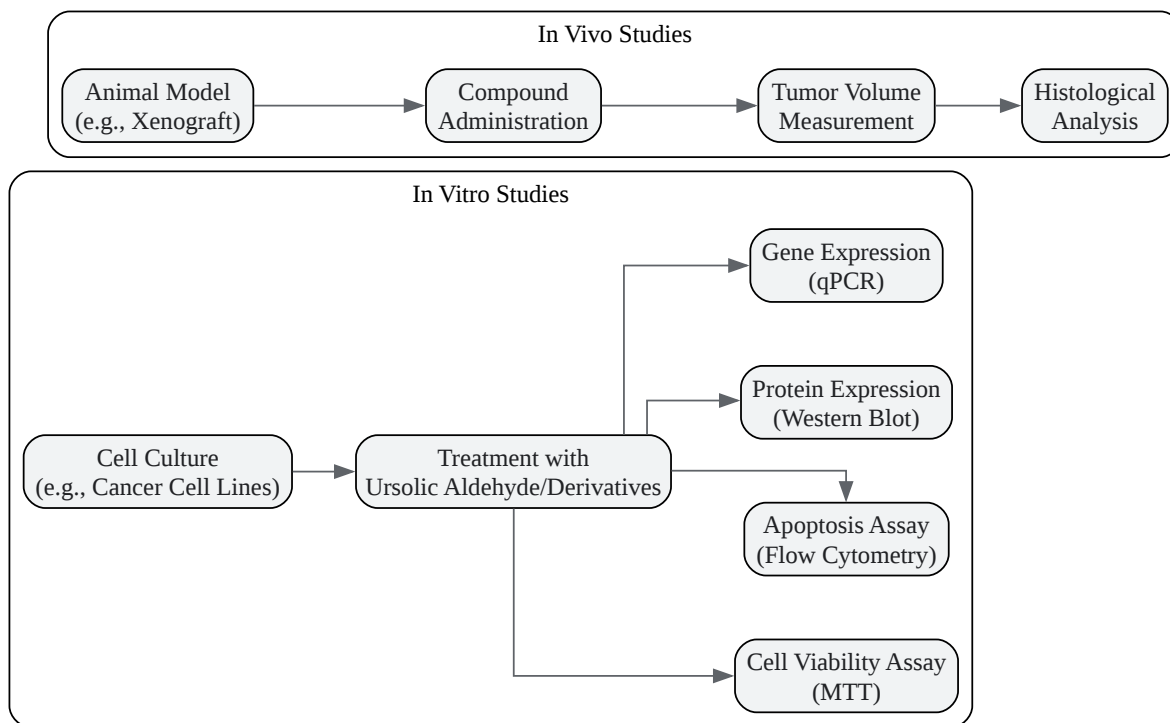 In Vivo Studies
Animal Model
(e.g., Xenograft)
Compound
Administration
Tumor Volume
Measurement
Histological
Analysis
In Vitro Studies
Gene Expression
(qPCR)
Protein Expression
(Western Blot)
Cell Culture
(e.g., Cancer Cell Lines)
Treatment with
Ursolic Aldehyde/Derivatives
Apoptosis Assay
(Flow Cytometry)
Cell Viability Assay
(MTT)